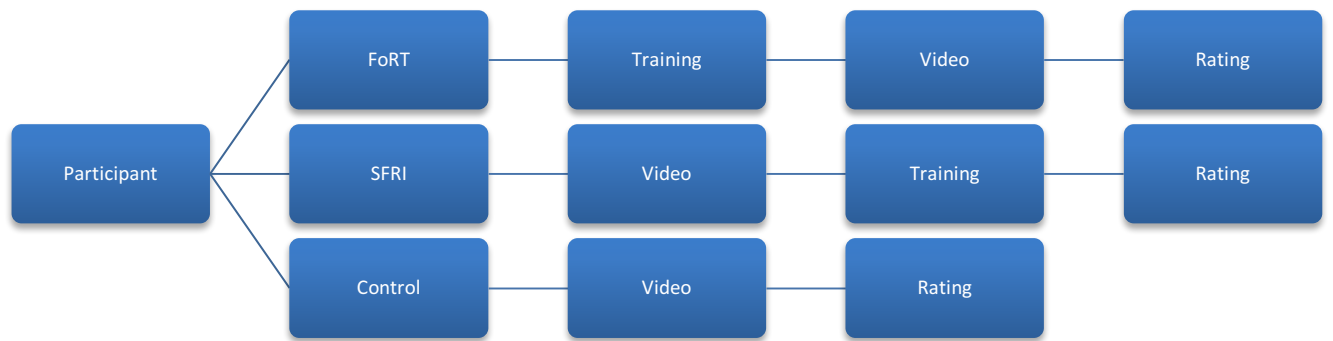 FoRT
Training
Video
Rating
Participant
SFRI
Video
Training
Rating
Control
Video
Rating